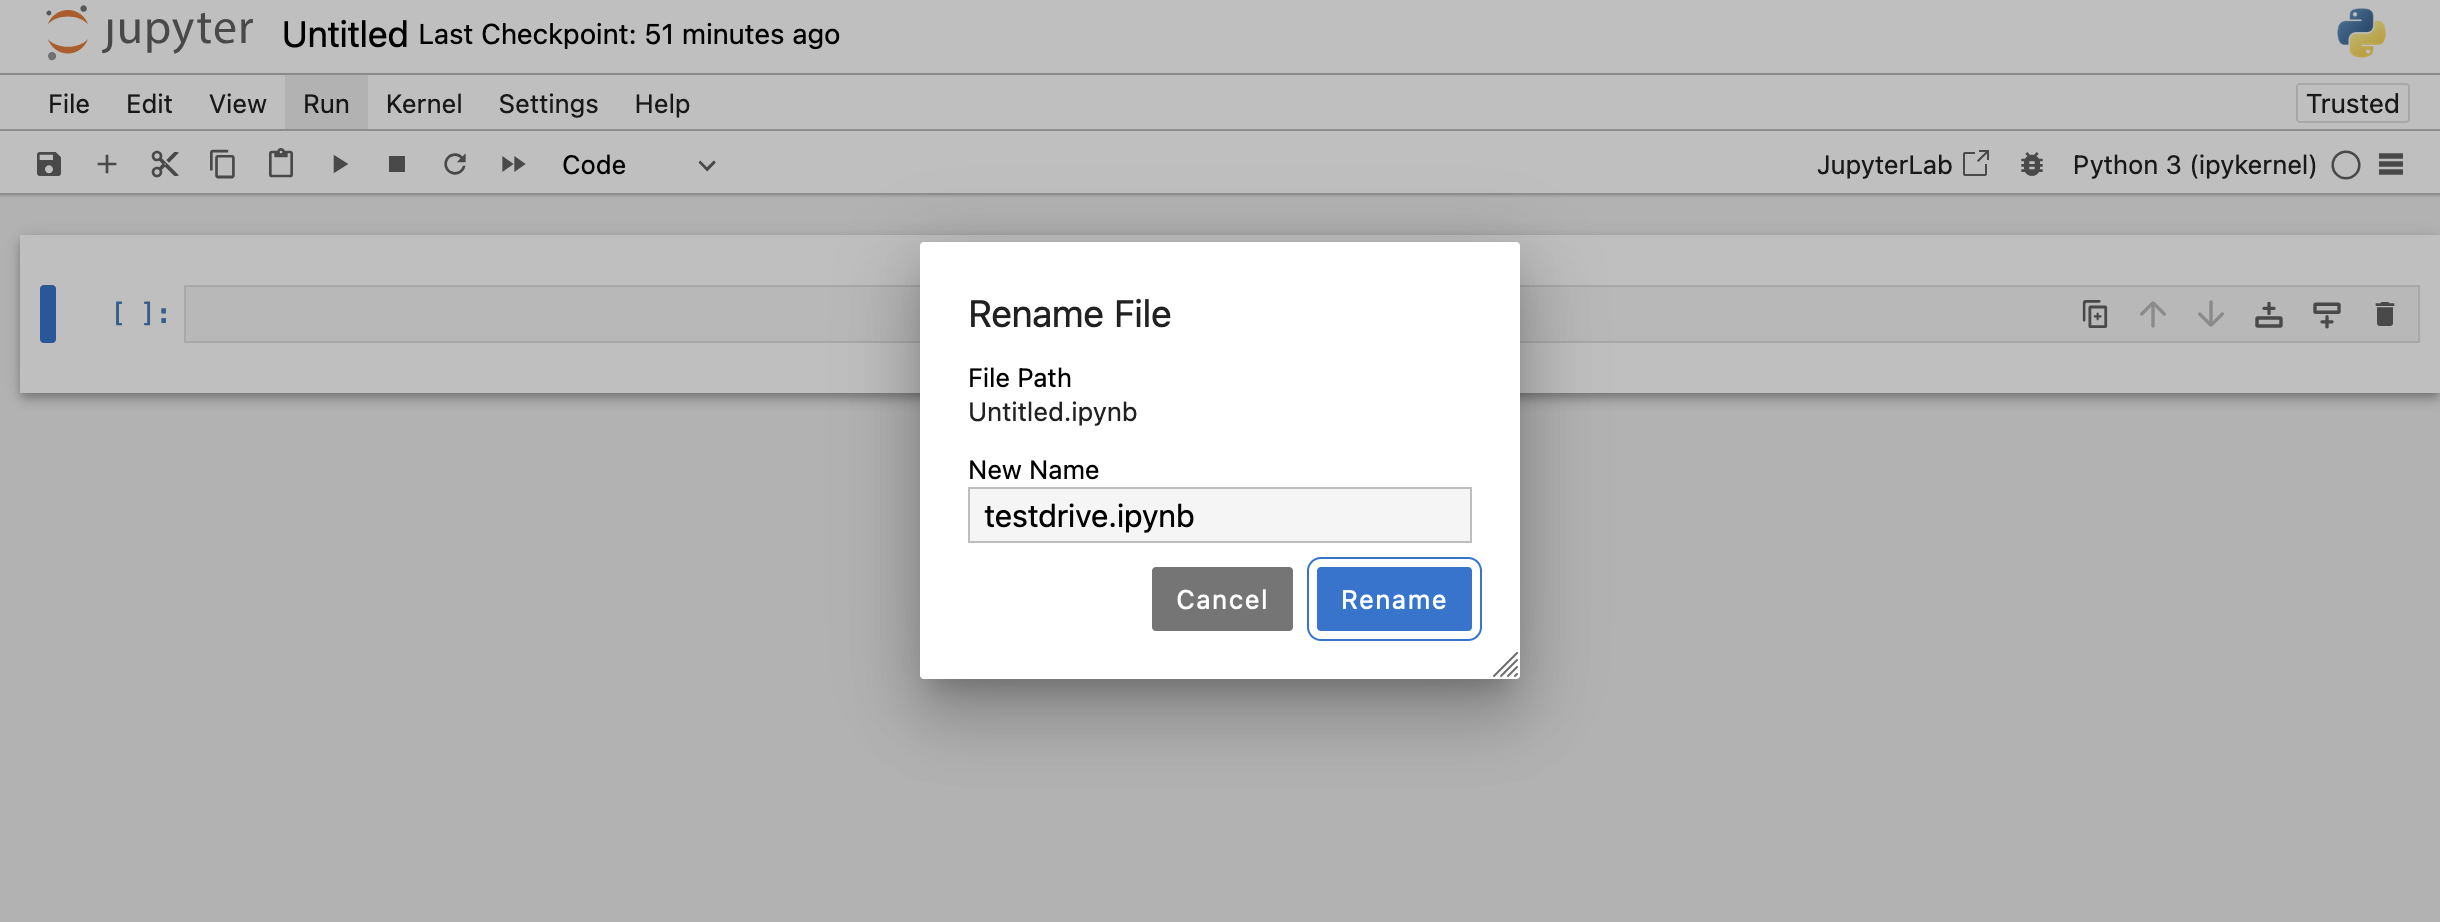 jupyter Untitled Last Checkpoint: 51 minutes ago
File Edit View Run Kernel Settings Help Trusted
Code JupyterLab Python 3 (ipykernel)
[ ]:
Rename File
File Path
Untitled.ipynb
New Name
testdrive.ipynb
Cancel Rename